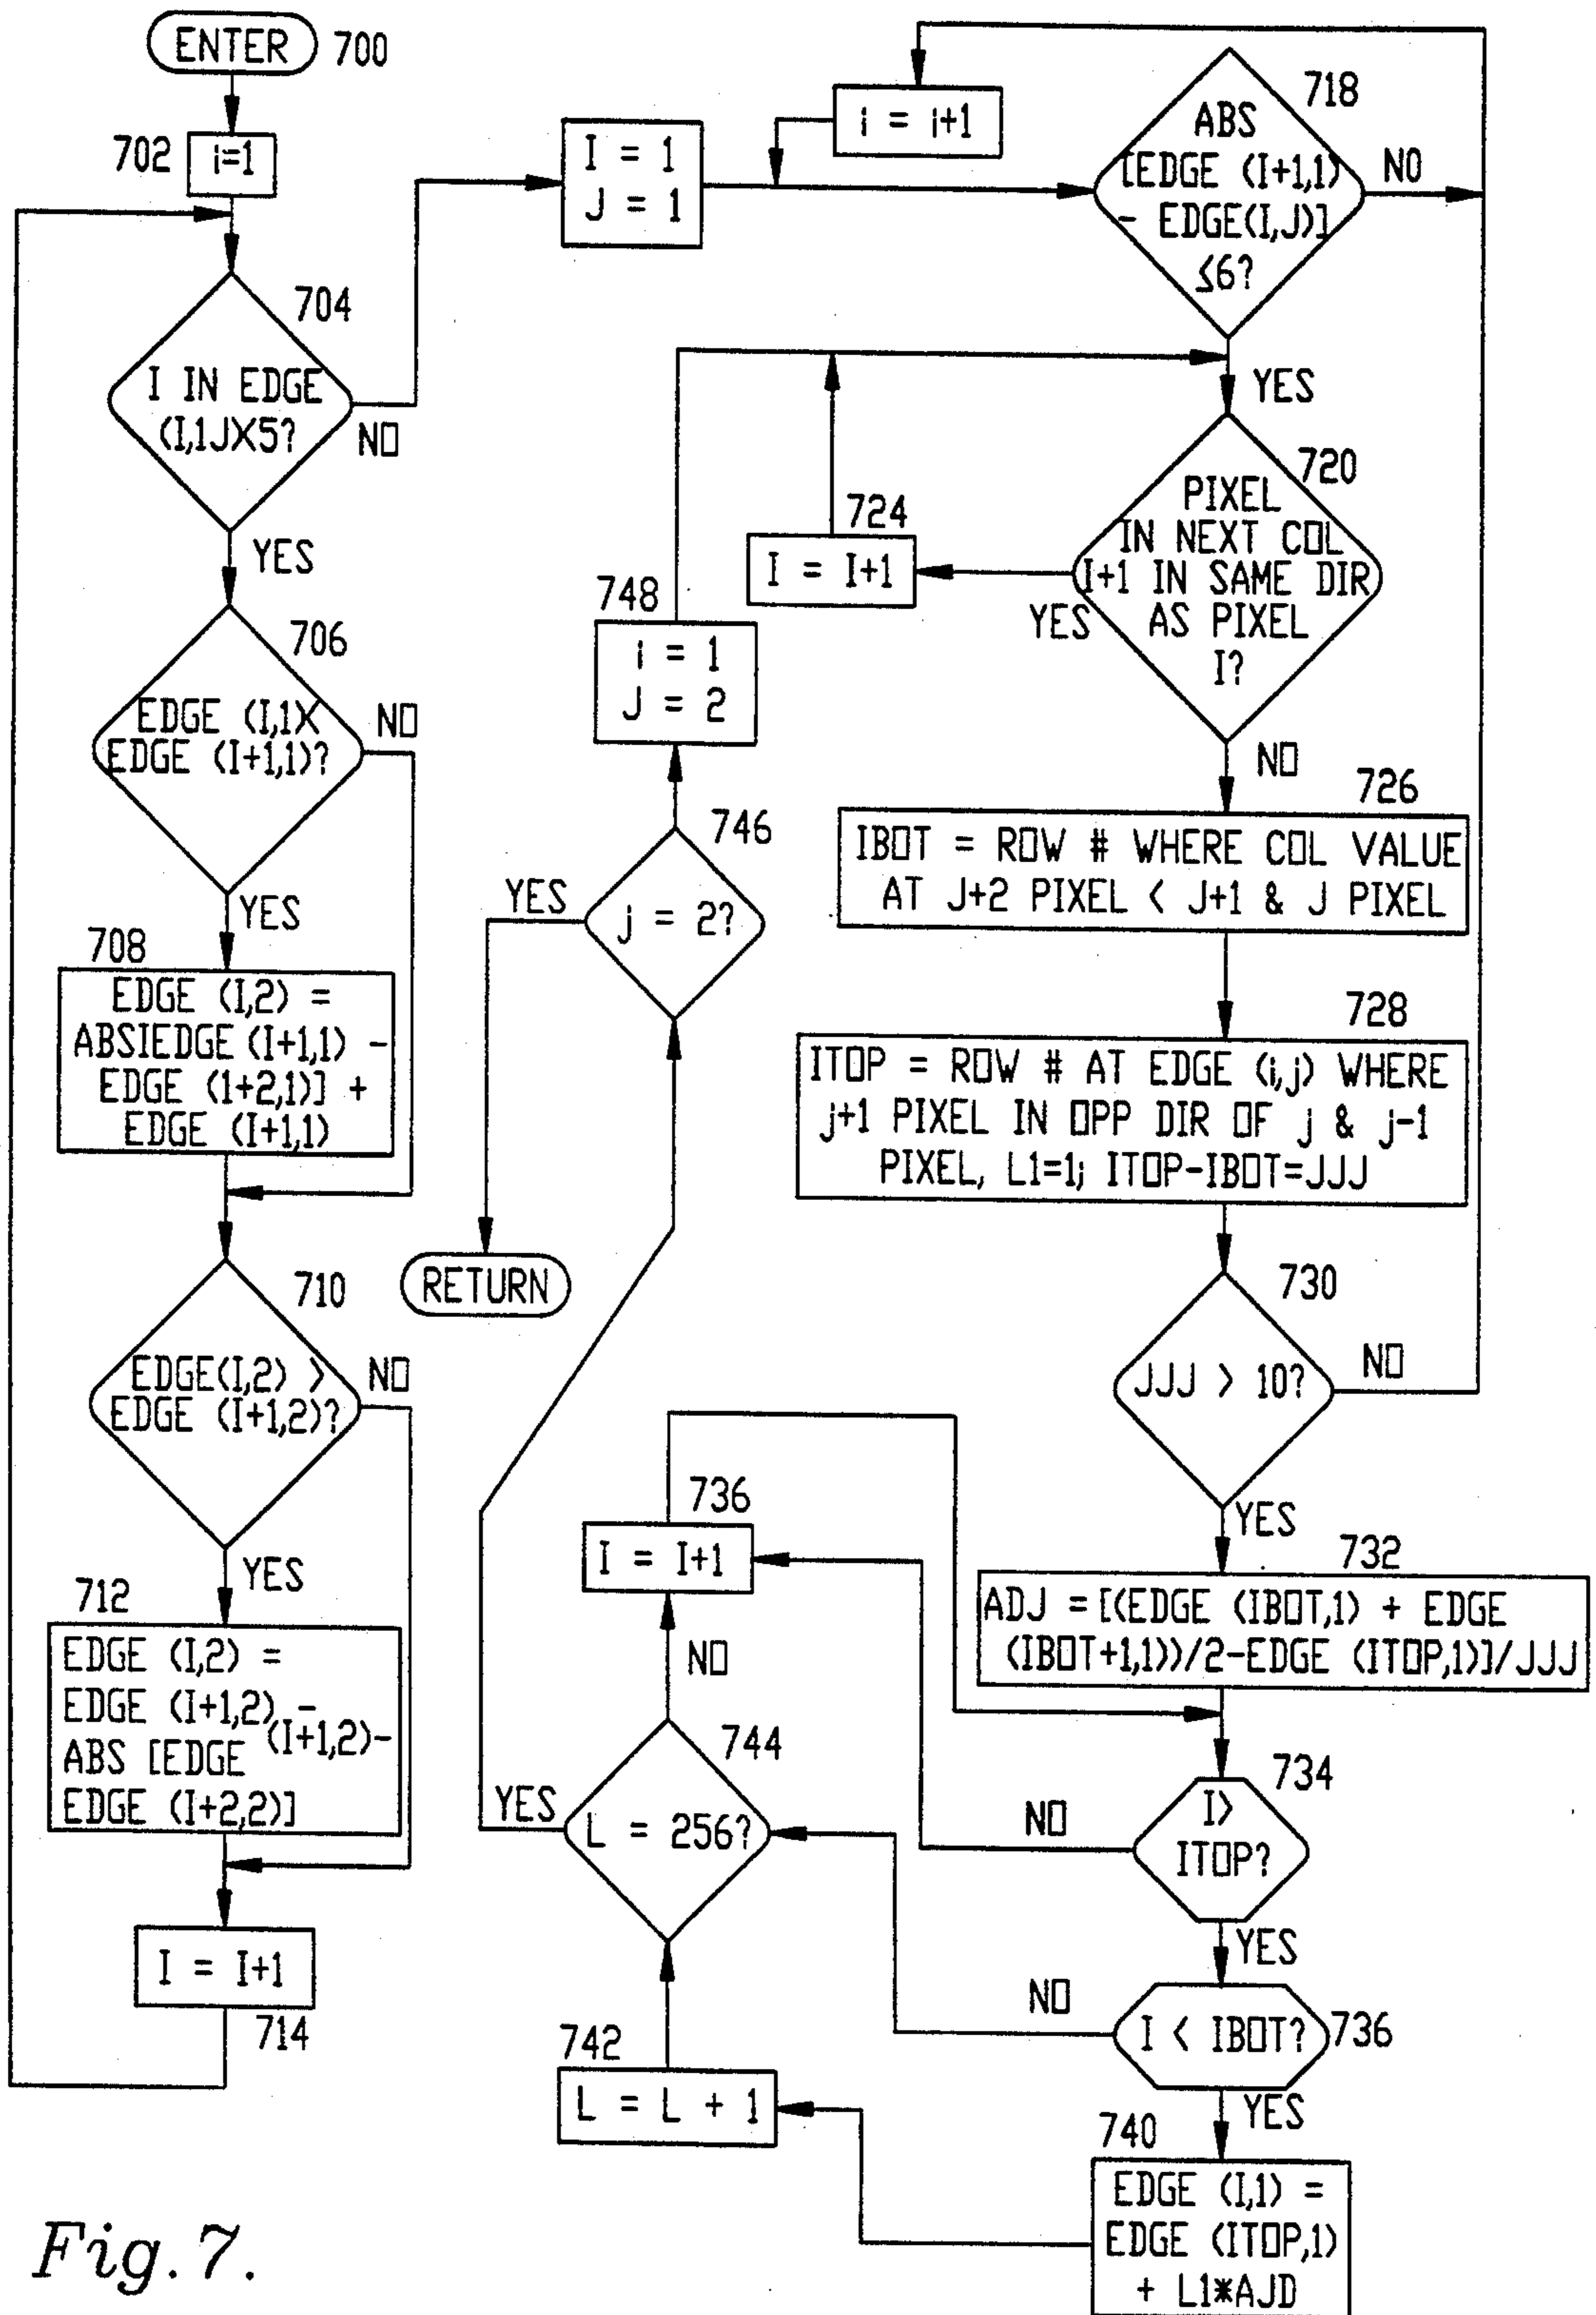 ENTER 700
702 i=1
704
I IN EDGE
(I,1JX5?
NO
YES
706
EDGE (I,1X
EDGE (I+1,1)?
NO
YES
708
EDGE (I,2) =
ABSIEDGE (I+1,1) -
EDGE (1+2,1)] +
EDGE (I+1,1)
710
EDGE(I,2) >
EDGE (I+1,2)?
NO
YES
712
EDGE (I,2) =
EDGE (I+1,2) -
ABS [EDGE (I+1,2)-
EDGE (I+2,2)]
I = I+1
714
I = 1
J = 1
i = i+1
718
ABS
[EDGE (I+1,1)
- EDGE(I,J)]
≤6?
NO
YES
720
PIXEL
IN NEXT COL
I+1 IN SAME DIR
AS PIXEL
I?
YES
NO
724
I = I+1
726
IBOT = ROW # WHERE COL VALUE
AT J+2 PIXEL < J+1 & J PIXEL
728
ITOP = ROW # AT EDGE (i,j) WHERE
j+1 PIXEL IN OPP DIR OF j & j-1
PIXEL, L1=1; ITOP-IBOT=JJJ
730
JJJ > 10?
NO
YES
732
ADJ = [(EDGE (IBOT,1) + EDGE
(IBOT+1,1))/2-EDGE (ITOP,1)]/JJJ
734
I>
ITOP?
NO
YES
736
I = I+1
I < IBOT? 736
NO
YES
740
EDGE (I,1) =
EDGE (ITOP,1)
+ L1*AJD
742
L = L + 1
744
L = 256?
NO
YES
746
j = 2?
YES
748
i = 1
J = 2
RETURN
Fig. 7.